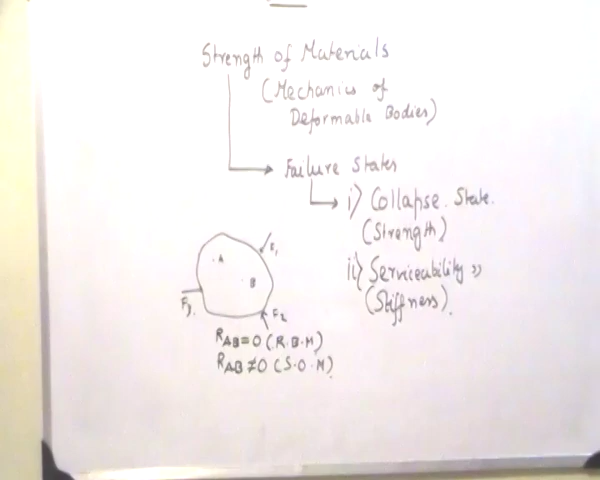 Strength of Materials
(Mechanics of
Deformable Bodies)
Failure States
i) Collapse State.
(Strength)
ii) Serviceability "
(Stiffness).
A
B
F1
F2
F3.
RAB=0 (R.B.M)
RAB≠0 (S.O.M)